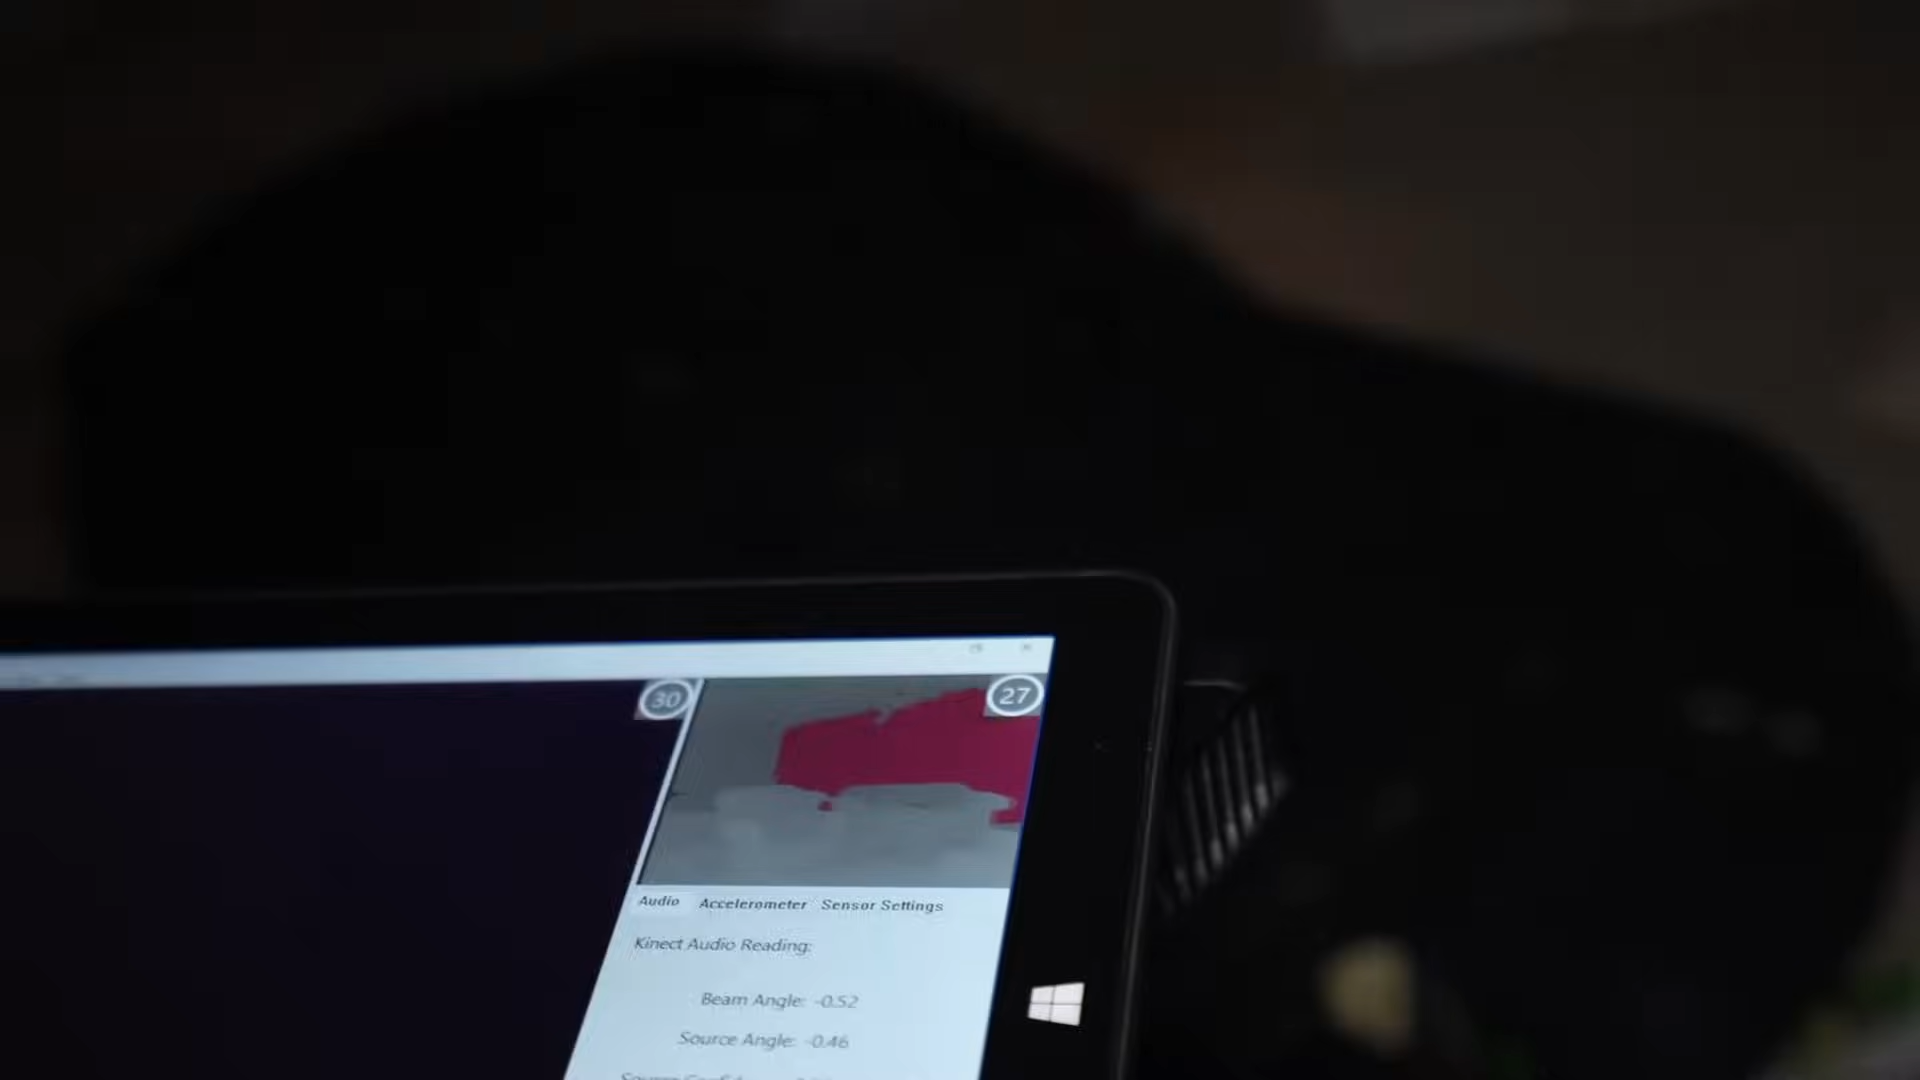 30
27
Audio Accelerometer Sensor Settings
Kinect Audio Reading:
Beam Angle: -0.52
Source Angle: -0.46